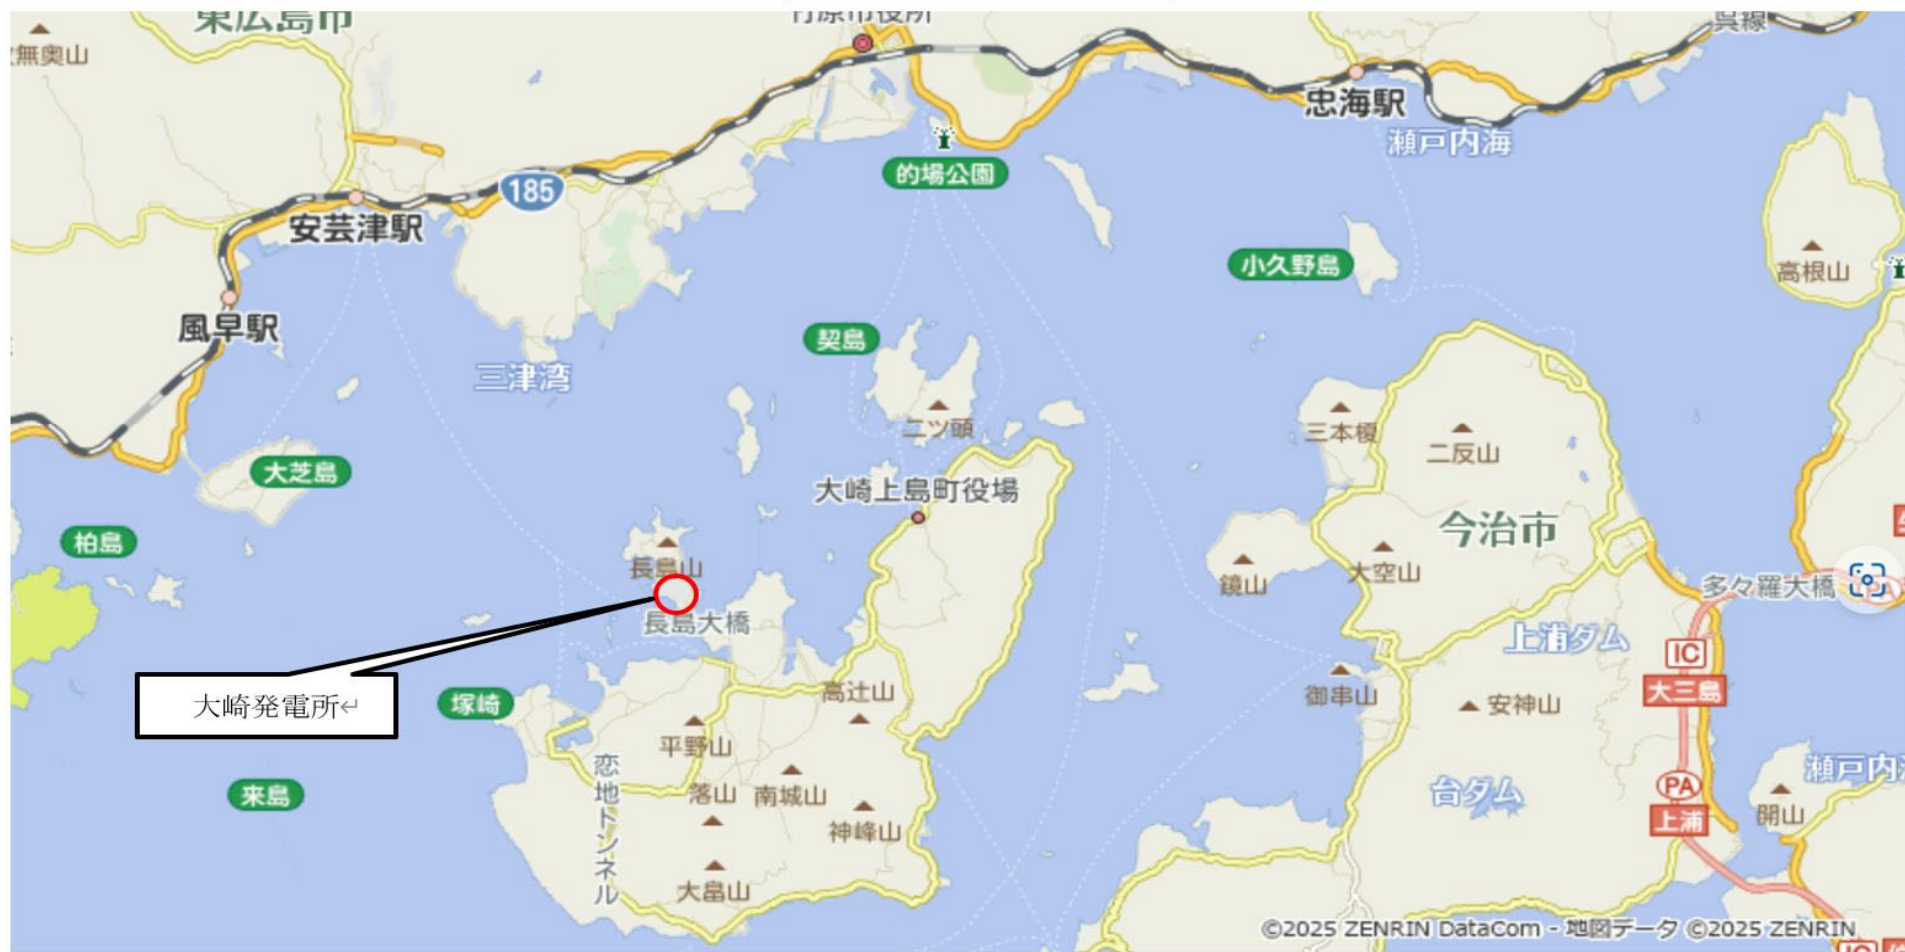 東広島市
竹原市役所
呉線
無奥山
忠海駅
瀬戸内海
的場公園
185
安芸津駅
小久野島
高根山
風早駅
契島
三津湾
二ツ頭
三本榎
二反山
大芝島
大崎上島町役場
今治市
柏島
長島山
鏡山
大空山
多々羅大橋
PA
長島大橋
上浦ダム
IC
大三島
大崎発電所↵
塚崎
高辻山
御串山
安神山
平野山
恋地トンネル
瀬戸内海
来島
落山
南城山
台ダム
PA
上浦
開山
神峰山
大畠山
©2025 ZENRIN DataCom - 地図データ ©2025 ZENRIN
IC